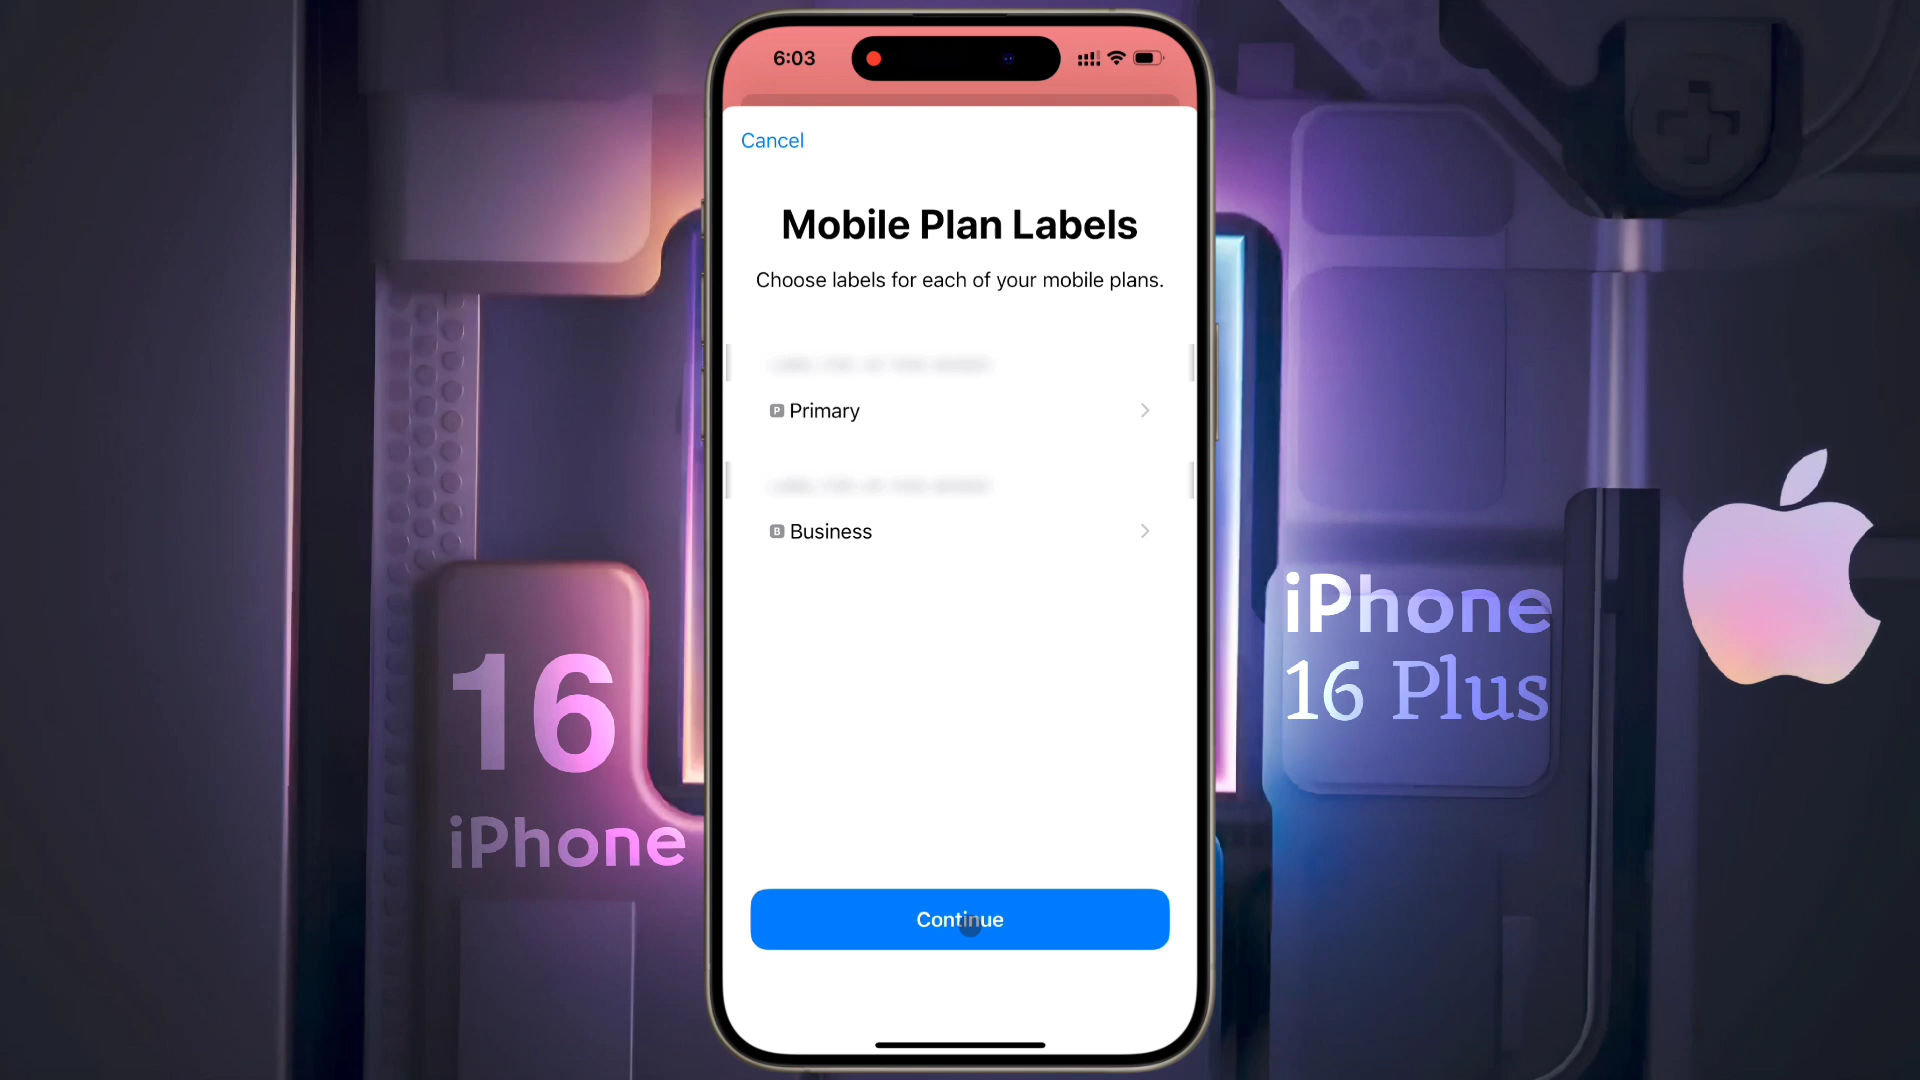 6:03
Cancel
Mobile Plan Labels
Choose labels for each of your mobile plans.
P Primary
B Business
Continue
16
iPhone
iPhone
16 Plus